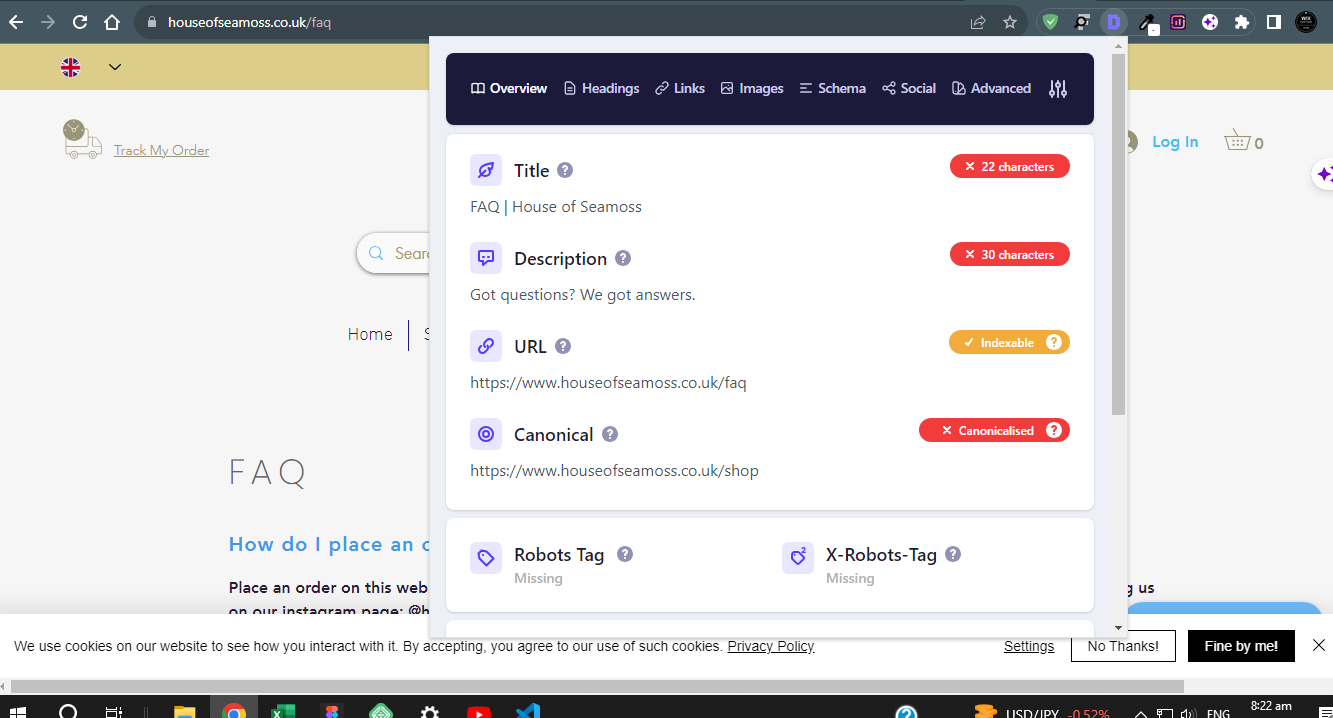 houseofseamoss.co.uk/faq
Track My Order
Log In
0
Sear
Home
S
FAQ
How do I place an o
Place an order on this web
g us
on our instagram page: @h
Overview Headings Links Images Schema Social Advanced
Title ?
22 characters
FAQ | House of Seamoss
Description ?
30 characters
Got questions? We got answers.
URL ?
Indexable ?
https://www.houseofseamoss.co.uk/faq
Canonical ?
Canonicalised ?
https://www.houseofseamoss.co.uk/shop
Robots Tag ?
Missing
X-Robots-Tag ?
Missing
We use cookies on our website to see how you interact with it. By accepting, you agree to our use of such cookies. Privacy Policy
Settings
No Thanks!
Fine by me!
USD/JPY -0.52%
ENG
8:22 am